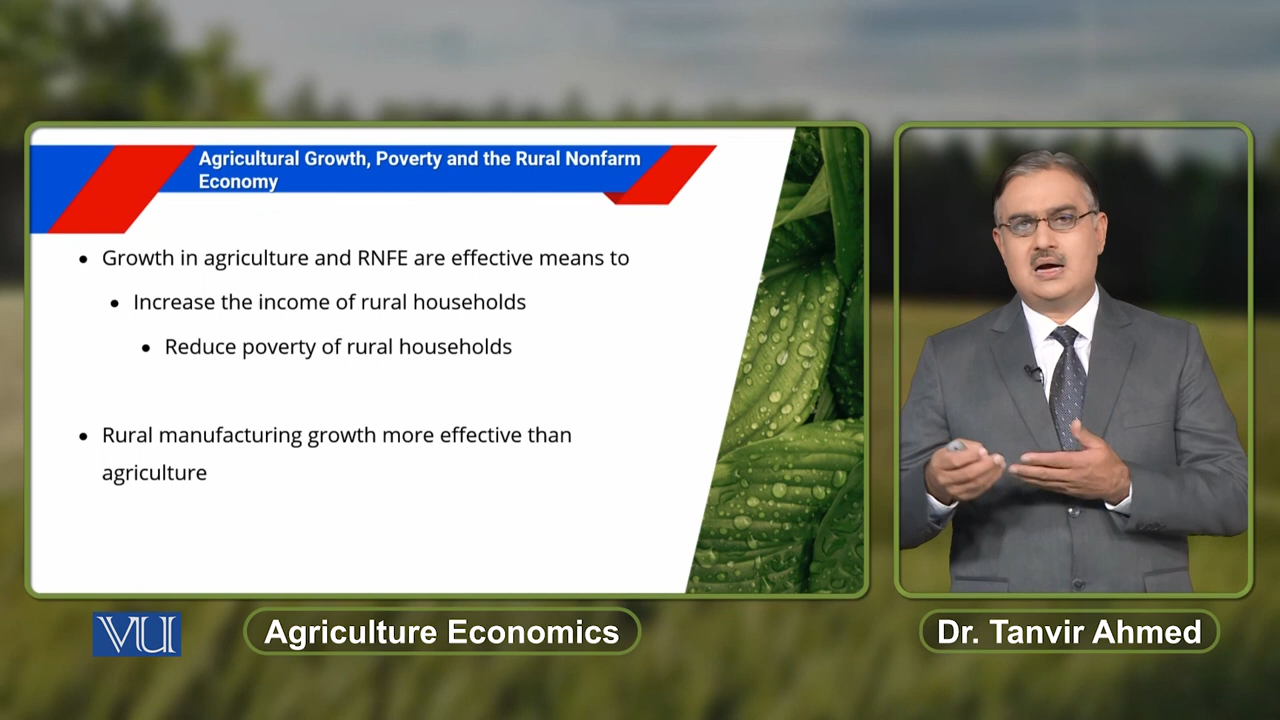 Agricultural Growth, Poverty and the Rural Nonfarm
Economy
• Growth in agriculture and RNFE are effective means to
• Increase the income of rural households
• Reduce poverty of rural households
• Rural manufacturing growth more effective than
agriculture
VU
Agriculture Economics
Dr. Tanvir Ahmed